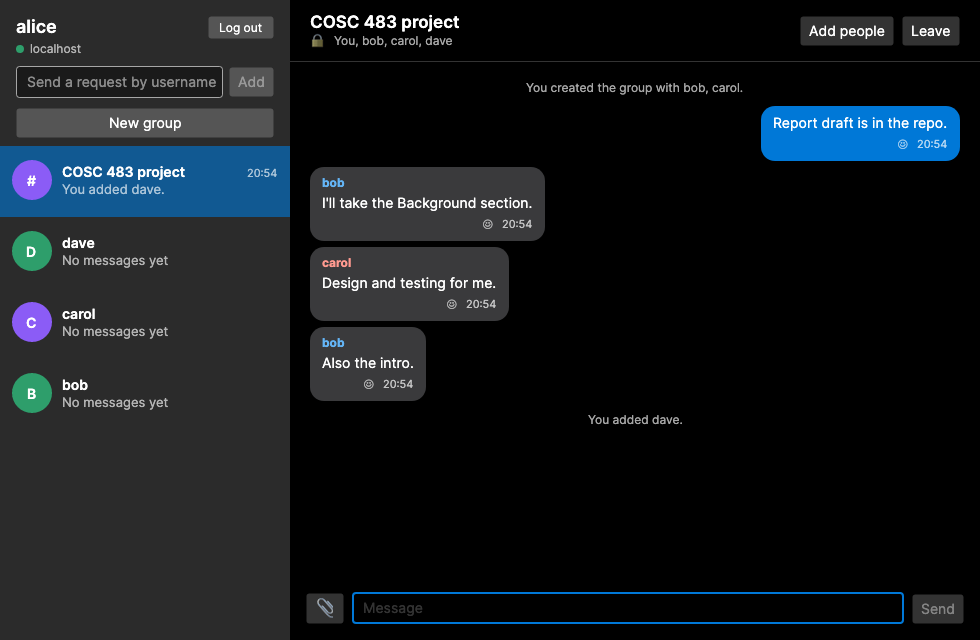 alice
Log out
localhost
Send a request by username
Add
New group
#
COSC 483 project
20:54
You added dave.
D
dave
No messages yet
C
carol
No messages yet
B
bob
No messages yet
COSC 483 project
You, bob, carol, dave
Add people
Leave
You created the group with bob, carol.
Report draft is in the repo.
20:54
bob
I'll take the Background section.
20:54
carol
Design and testing for me.
20:54
bob
Also the intro.
20:54
You added dave.
Message
Send